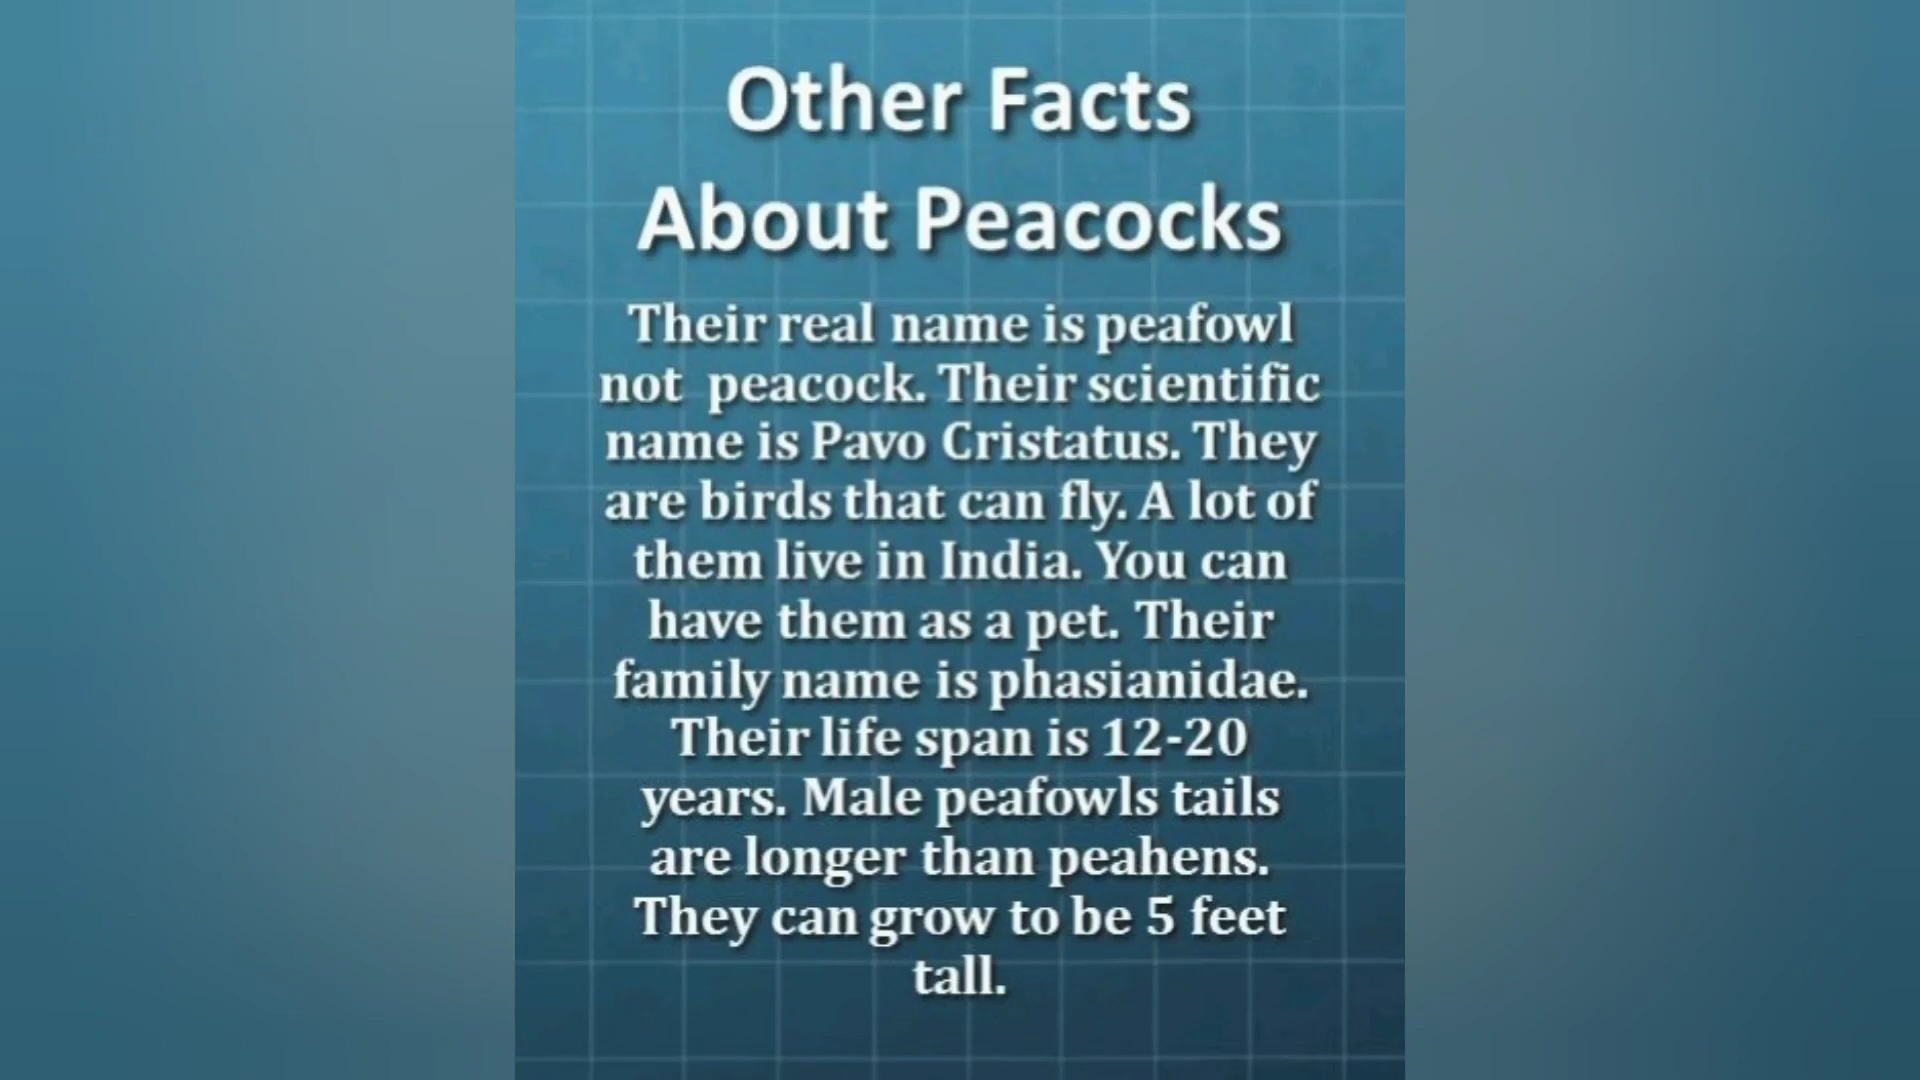 Other Facts
About Peacocks
Their real name is peafowl
not peacock. Their scientific
name is Pavo Cristatus. They
are birds that can fly. A lot of
them live in India. You can
have them as a pet. Their
family name is phasianidae.
Their life span is 12-20
years. Male peafowls tails
are longer than peahens.
They can grow to be 5 feet
tall.